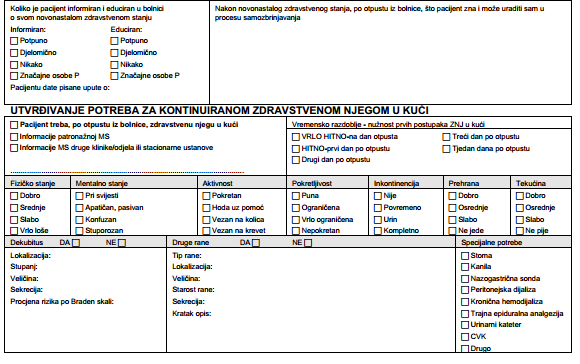 Koliko je pacijent informiran i educiran u bolnici
o svom novonastalom zdravstvenom stanju
Informiran: Educiran:
Potpuno Potpuno
Djelomično Djelomično
Nikako Nikako
Značajne osobe P Značajne osobe P
Pacijentu date pisane upute o:
Nakon novonastalog zdravstvenog stanja, po otpustu iz bolnice, što pacijent zna i može uraditi sam u
procesu samozbrinjavanja
UTVRĐIVANJE POTREBA ZA KONTINUIRANOM ZDRAVSTVENOM NJEGOM U KUĆI
Pacijent treba, po otpustu iz bolnice, zdravstvenu njegu u kući
Informacije patronažnoj MS
Informacije MS druge klinike/odjela ili stacioname ustanove
Vremensko razdoblje - nužnost prvih postupaka ZNJ u kući
VRLO HITNO-na dan otpusta Treći dan po otpustu
HITNO-prvi dan po otpustu Tjedan dana po otpustu
Drugi dan po otpustu
Fizičko stanje Mentalno stanje Aktivnost Pokretljivost Inkontinencija Prehrana Tekućina
Dobro Pri svijesti Pokretan Puna Nije Dobro Dobro
Srednje Apatičan, pasivan Hoda uz pomoć Ograničena Povremeno Osrednje Osrednje
Slabo Konfuzan Vezan na kolica Vrlo ograničena Urin Slabo Slabo
Vrlo loše Stuporozan Vezan na krevet Nepokretan Kompletno Ne jede Ne pije
Dekubitus DA NE Druge rane DA NE Specijalne potrebe
Lokalizacija:
Stupanj:
Veličina:
Sekrecija:
Procjena rizika po Braden skali:
Tip rane:
Lokalizacija:
Veličina:
Starost rane:
Sekrecija:
Kratak opis:
Stoma
Kanila
Nazogastrična sonda
Peritonejska dijaliza
Kronična hemodijaliza
Trajna epiduralna analgezija
Urinarni kateter
CVK
Drugo